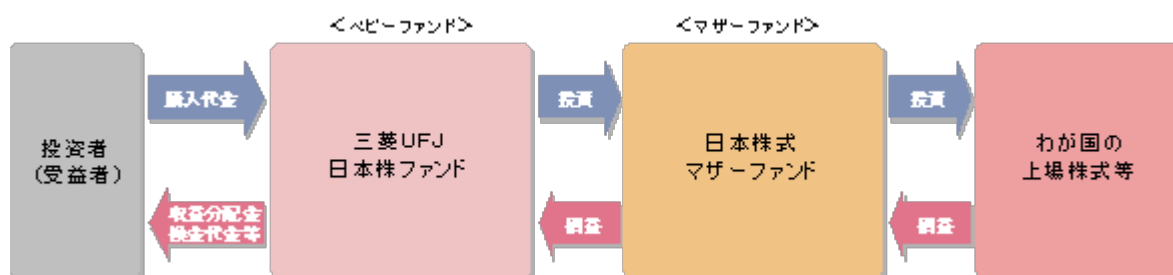 <ベビーファンド>
<マザーファンド>
購入代金
投資
投資
投資者
(受益者)
三菱UFJ
日本株ファンド
日本株式
マザーファンド
わが国の
上場株式等
収益分配金
換金代金等
損益
損益